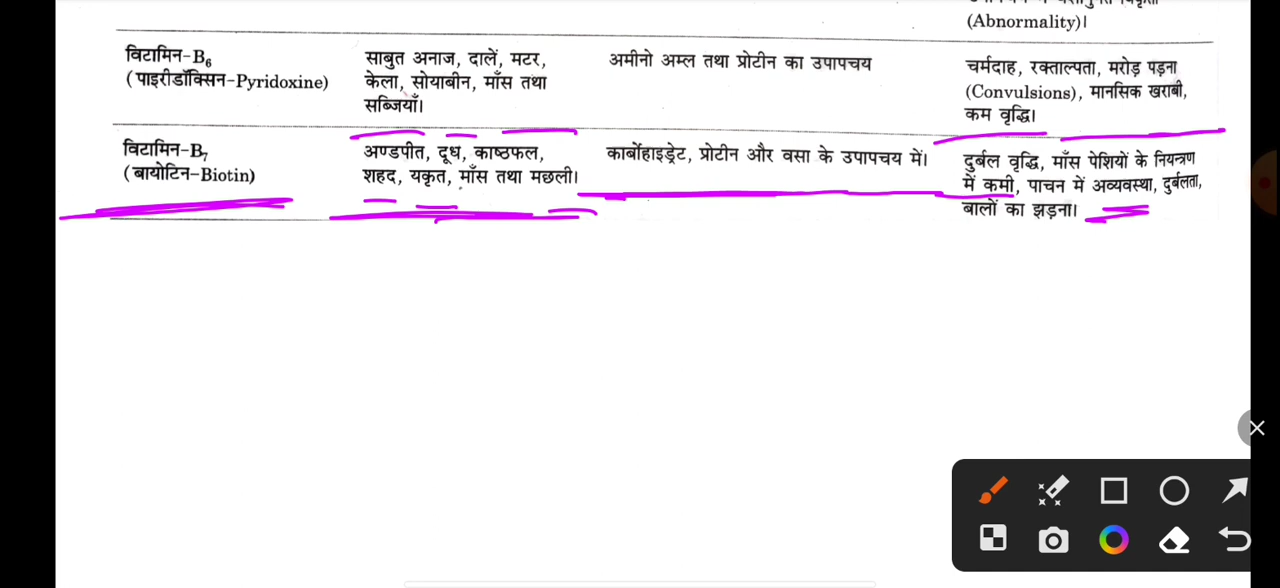 (Abnormality)।
विटामिन-B₆
(पाइरीडॉक्सिन-Pyridoxine)
साबुत अनाज, दालें, मटर,
केला, सोयाबीन, माँस तथा
सब्जियाँ।
अमीनो अम्ल तथा प्रोटीन का उपापचय
चर्मदाह, रक्ताल्पता, मरोड़ पड़ना
(Convulsions), मानसिक खराबी,
कम वृद्धि।
विटामिन-B₇
(बायोटिन-Biotin)
अण्डपीत, दूध, काष्ठफल,
शहद, यकृत, माँस तथा मछली।
कार्बोहाइड्रेट, प्रोटीन और वसा के उपापचय में।
दुर्बल वृद्धि, माँस पेशियों के नियन्त्रण
में कमी, पाचन में अव्यवस्था, दुर्बलता,
बालों का झड़ना।